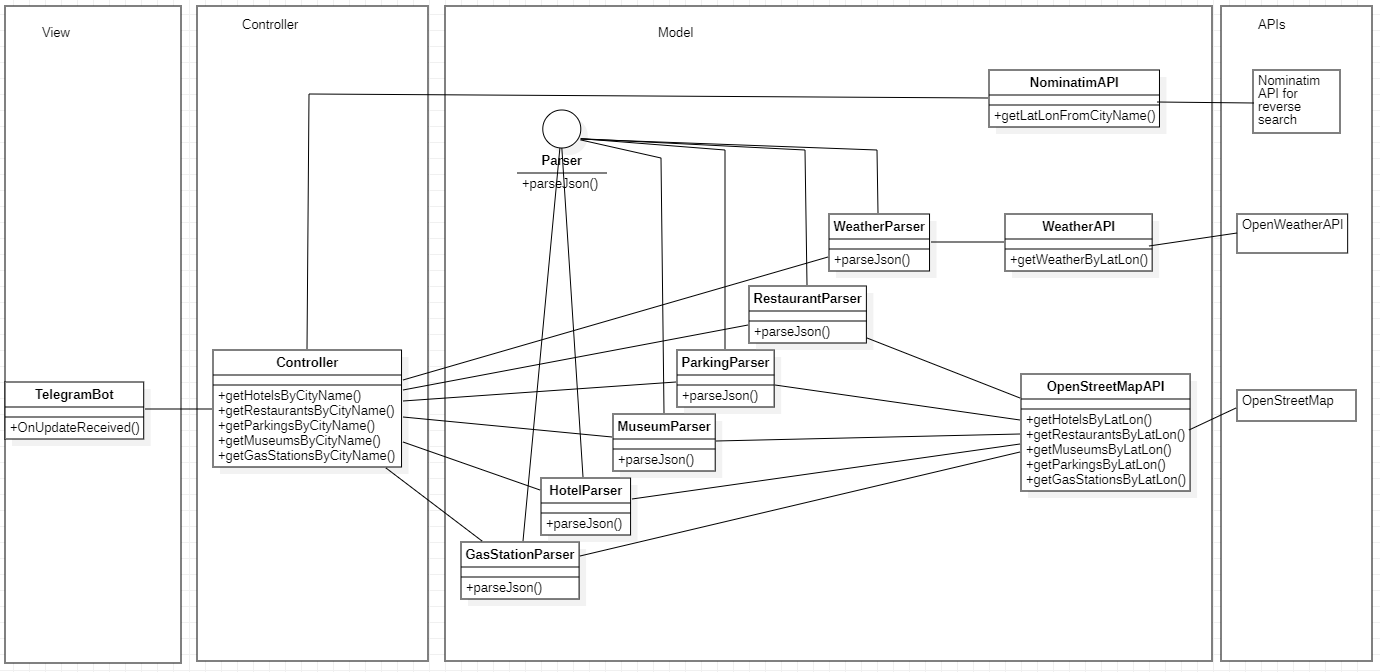 View
Controller
Model
APIs
NominatimAPI
+getLatLonFromCityName()
Nominatim
API for
reverse
search
Parser
+parseJson()
WeatherParser
+parseJson()
WeatherAPI
+getWeatherByLatLon()
OpenWeatherAPI
RestaurantParser
+parseJson()
Controller
+getHotelsByCityName()
+getRestaurantsByCityName()
+getParkingsByCityName()
+getMuseumsByCityName()
+getGasStationsByCityName()
ParkingParser
+parseJson()
TelegramBot
+OnUpdateReceived()
OpenStreetMapAPI
+getHotelsByLatLon()
+getRestaurantsByLatLon()
+getMuseumsByLatLon()
+getParkingsByLatLon()
+getGasStationsByLatLon()
OpenStreetMap
MuseumParser
+parseJson()
HotelParser
+parseJson()
GasStationParser
+parseJson()